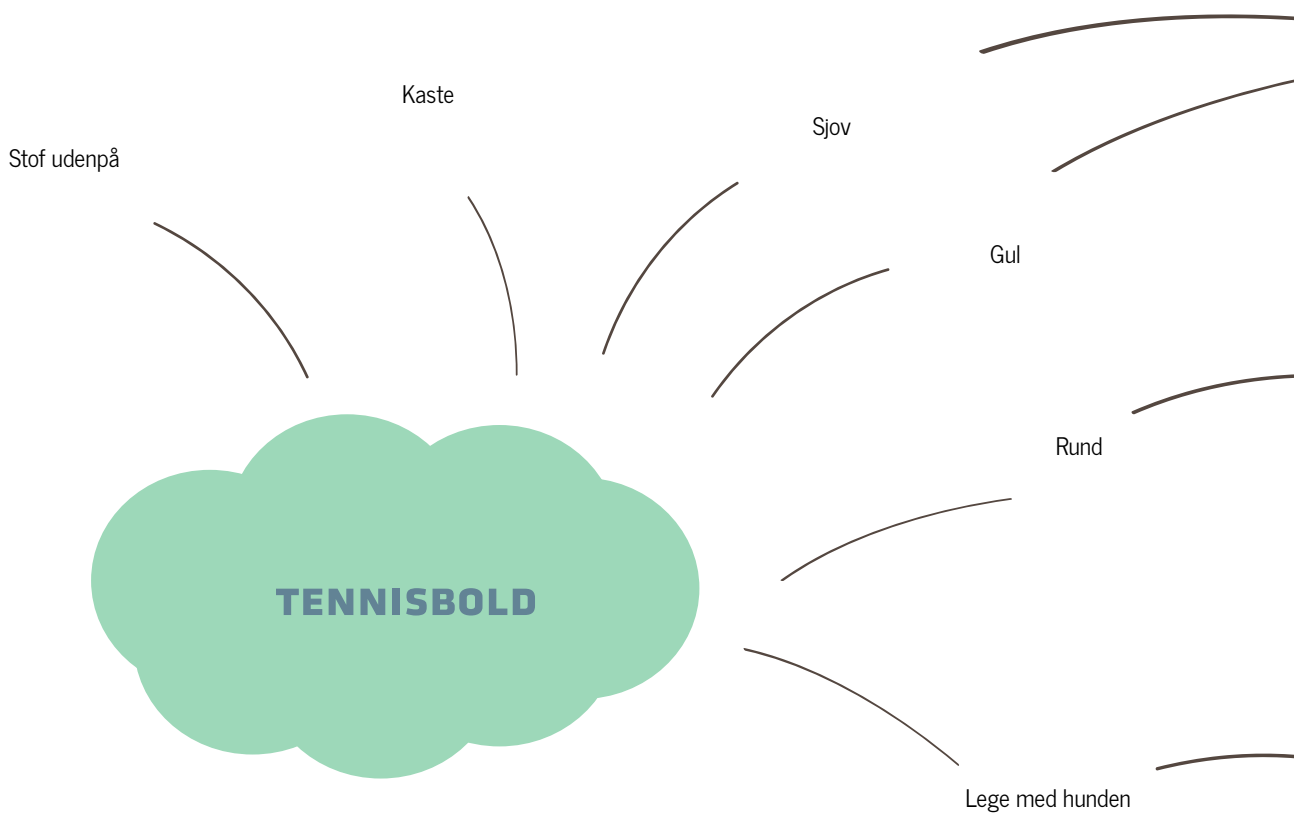 Kaste
Sjov
Stof udenpå
Gul
Rund
TENNISBOLD
Lege med hunden